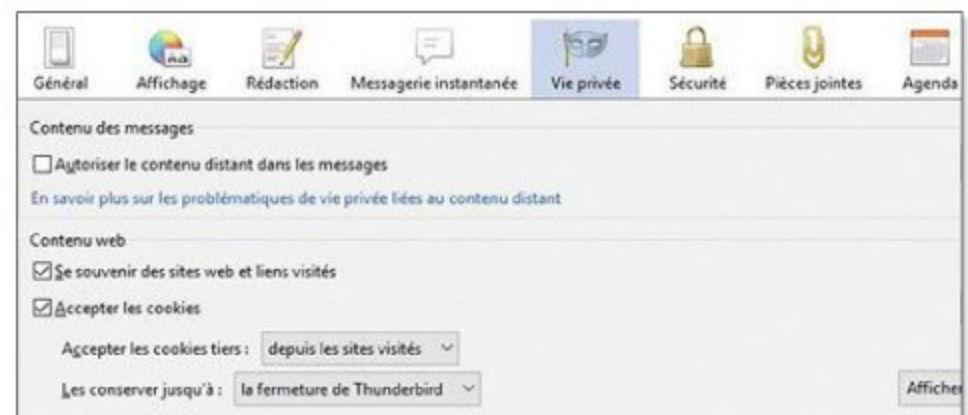 Général Affichage Rédaction Messagerie instantanée Vie privée Sécurité Pièces jointes Agenda
Contenu des messages
Autoriser le contenu distant dans les messages
En savoir plus sur les problématiques de vie privée liées au contenu distant
Contenu web
Se souvenir des sites web et liens visités
Accepter les cookies
Accepter les cookies tiers : depuis les sites visités
Les conserver jusqu'à : la fermeture de Thunderbird